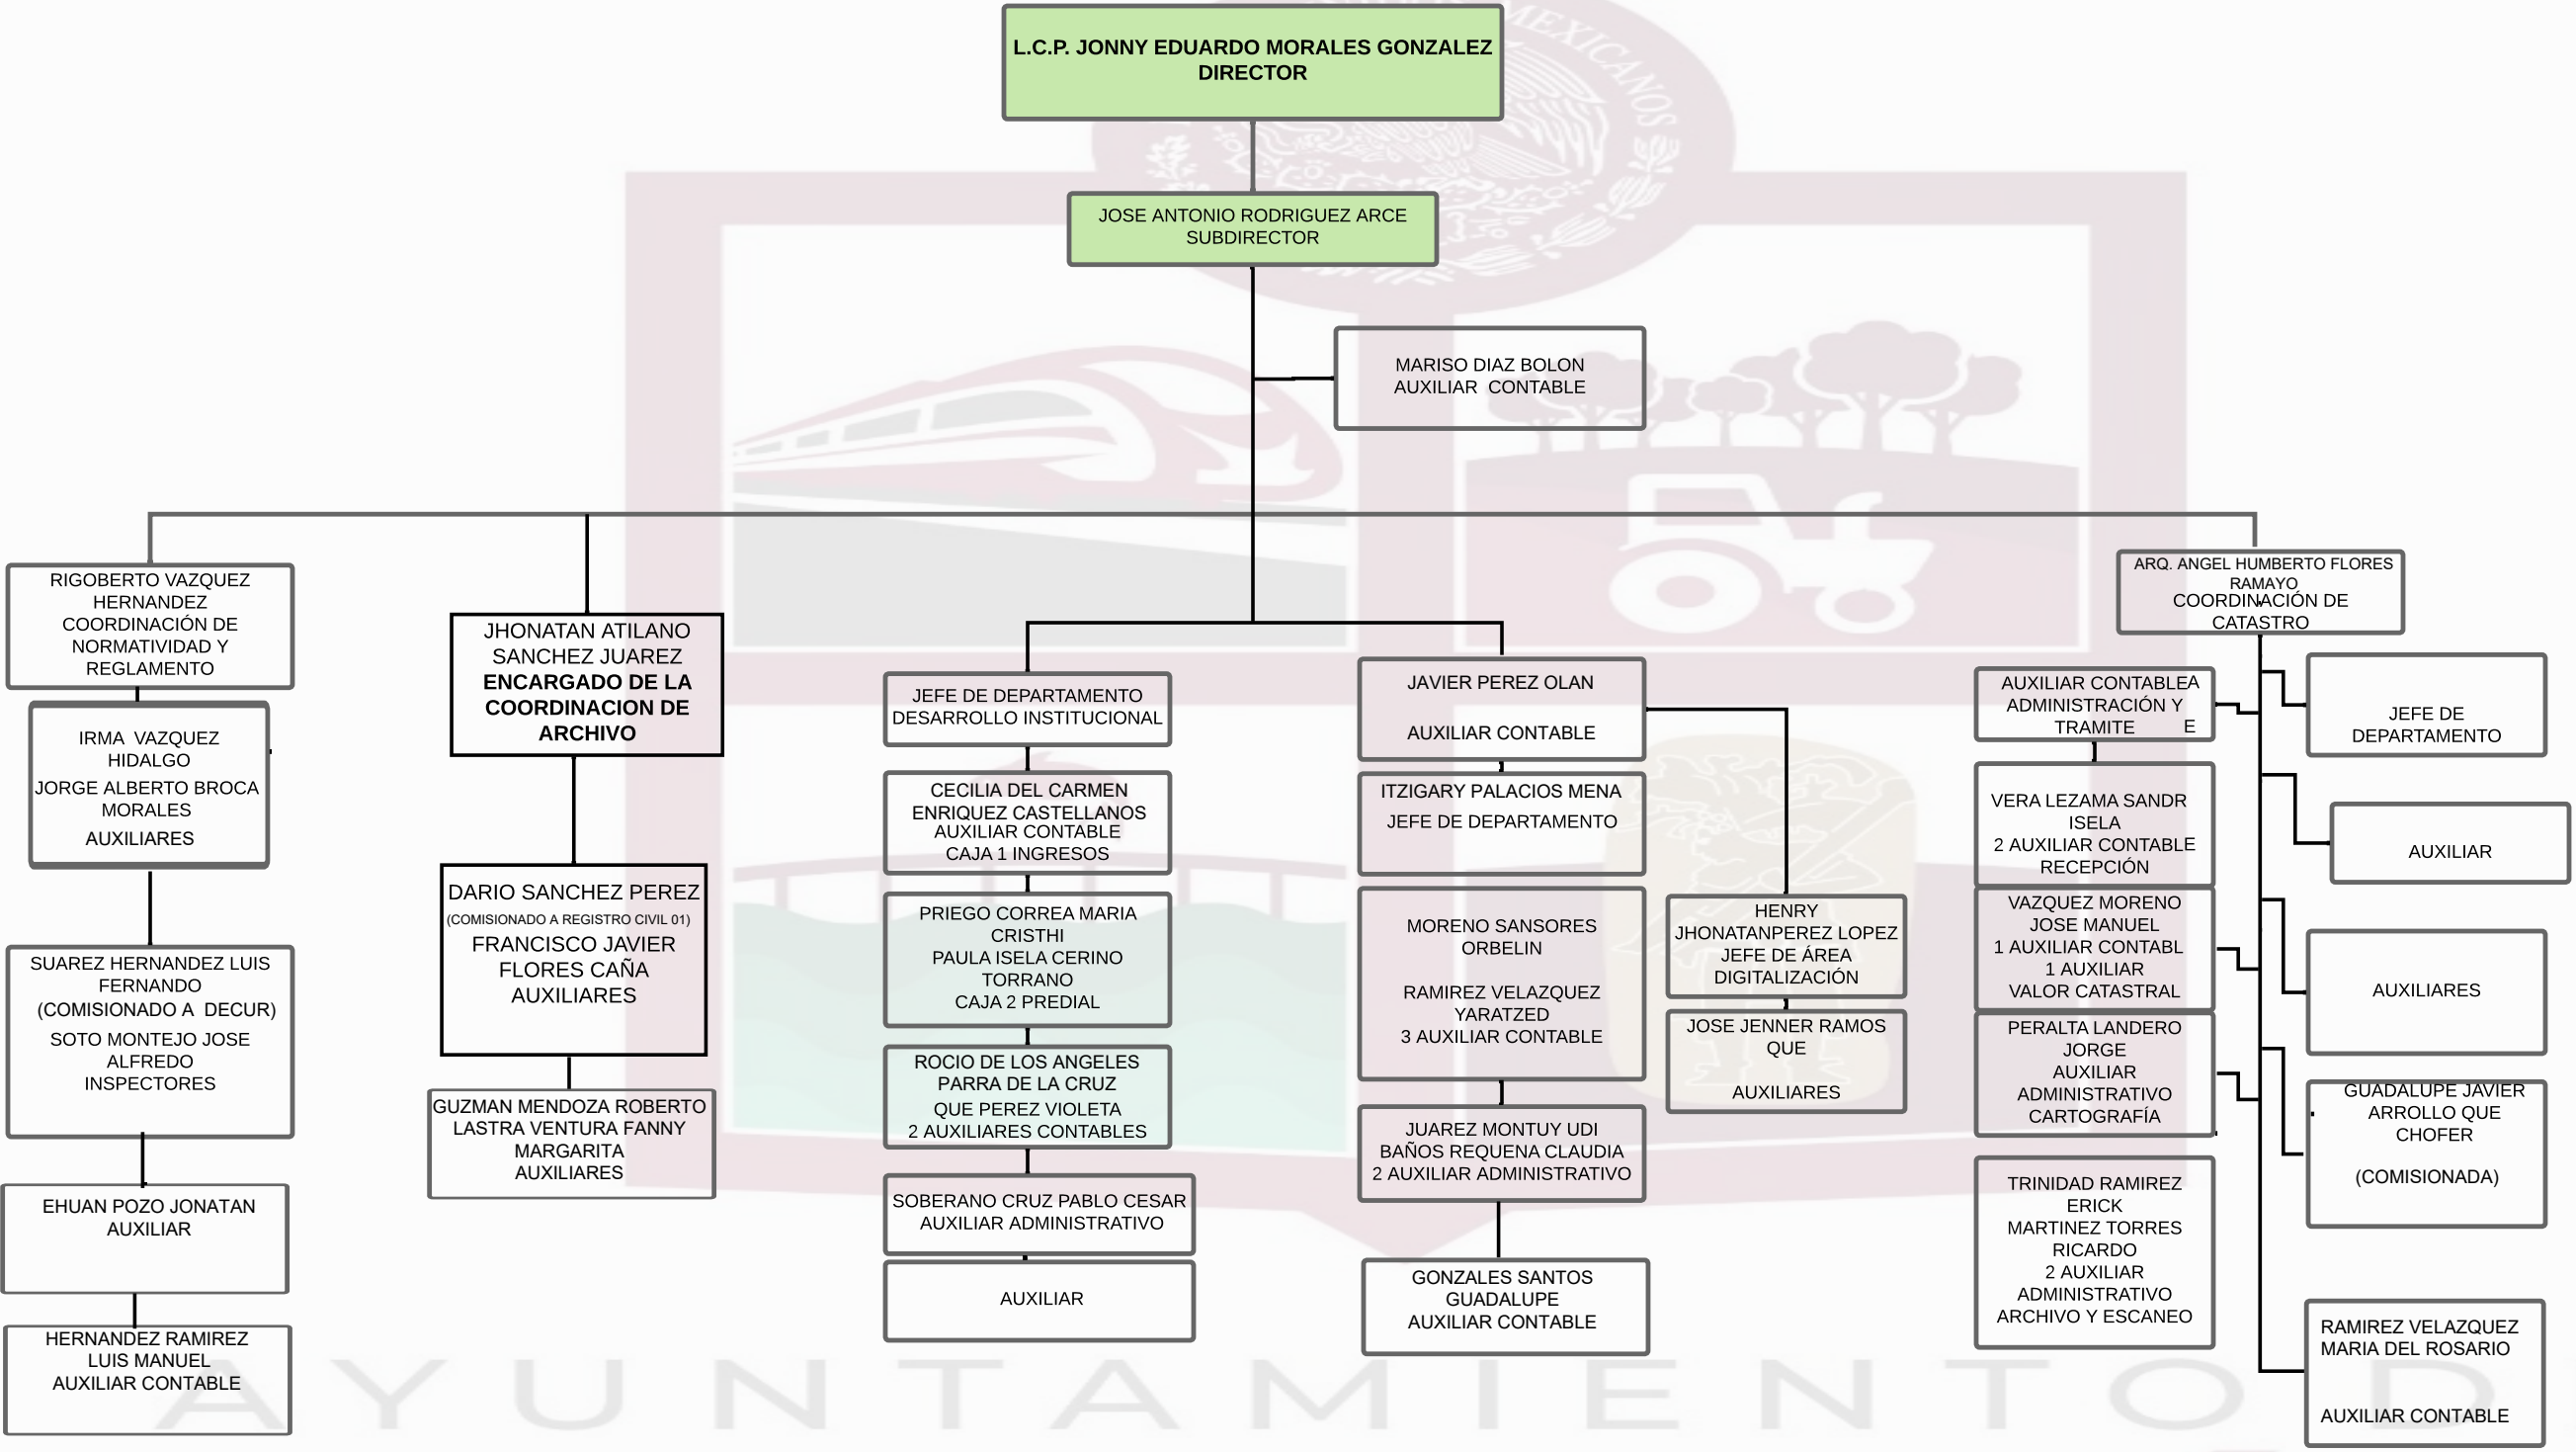 MEXICANOS
L.C.P. JONNY EDUARDO MORALES GONZALEZ
DIRECTOR
JOSE ANTONIO RODRIGUEZ ARCE
SUBDIRECTOR
MARISO DIAZ BOLON
AUXILIAR  CONTABLE
RIGOBERTO VAZQUEZ
HERNANDEZ
COORDINACIÓN DE
NORMATIVIDAD Y
REGLAMENTO
IRMA  VAZQUEZ
HIDALGO
JORGE ALBERTO BROCA
MORALES
AUXILIARES
SUAREZ HERNANDEZ LUIS
FERNANDO
(COMISIONADO A  DECUR)
SOTO MONTEJO JOSE
ALFREDO
INSPECTORES
EHUAN POZO JONATAN
AUXILIAR
HERNANDEZ RAMIREZ
LUIS MANUEL
AUXILIAR CONTABLE
JHONATAN ATILANO
SANCHEZ JUAREZ
ENCARGADO DE LA
COORDINACION DE
ARCHIVO
DARIO SANCHEZ PEREZ
(COMISIONADO A REGISTRO CIVIL 01)
FRANCISCO JAVIER
FLORES CAÑA
AUXILIARES
GUZMAN MENDOZA ROBERTO
LASTRA VENTURA FANNY
MARGARITA
AUXILIARES
JEFE DE DEPARTAMENTO
DESARROLLO INSTITUCIONAL
CECILIA DEL CARMEN
ENRIQUEZ CASTELLANOS
AUXILIAR CONTABLE
CAJA 1 INGRESOS
PRIEGO CORREA MARIA
CRISTHI
PAULA ISELA CERINO
TORRANO
CAJA 2 PREDIAL
ROCIO DE LOS ANGELES
PARRA DE LA CRUZ
QUE PEREZ VIOLETA
2 AUXILIARES CONTABLES
SOBERANO CRUZ PABLO CESAR
AUXILIAR ADMINISTRATIVO
AUXILIAR
JAVIER PEREZ OLAN
AUXILIAR CONTABLE
ITZIGARY PALACIOS MENA
JEFE DE DEPARTAMENTO
MORENO SANSORES
ORBELIN
RAMIREZ VELAZQUEZ
YARATZED
3 AUXILIAR CONTABLE
JUAREZ MONTUY UDI
BAÑOS REQUENA CLAUDIA
2 AUXILIAR ADMINISTRATIVO
GONZALES SANTOS
GUADALUPE
AUXILIAR CONTABLE
HENRY
JHONATANPEREZ LOPEZ
JEFE DE ÁREA
DIGITALIZACIÓN
JOSE JENNER RAMOS
QUE
AUXILIARES
ARQ. ANGEL HUMBERTO FLORES
RAMAYO
COORDINACIÓN DE
CATASTRO
AUXILIAR CONTABLEA
ADMINISTRACIÓN Y
TRAMITE E
VERA LEZAMA SANDR
ISELA
2 AUXILIAR CONTABLE
RECEPCIÓN
VAZQUEZ MORENO
JOSE MANUEL
1 AUXILIAR CONTABL
1 AUXILIAR
VALOR CATASTRAL
PERALTA LANDERO
JORGE
AUXILIAR
ADMINISTRATIVO
CARTOGRAFÍA
TRINIDAD RAMIREZ
ERICK
MARTINEZ TORRES
RICARDO
2 AUXILIAR
ADMINISTRATIVO
ARCHIVO Y ESCANEO
JEFE DE
DEPARTAMENTO
AUXILIAR
AUXILIARES
GUADALUPE JAVIER
ARROLLO QUE
CHOFER
(COMISIONADA)
RAMIREZ VELAZQUEZ
MARIA DEL ROSARIO
AUXILIAR CONTABLE
AYUNTAMIENTO D